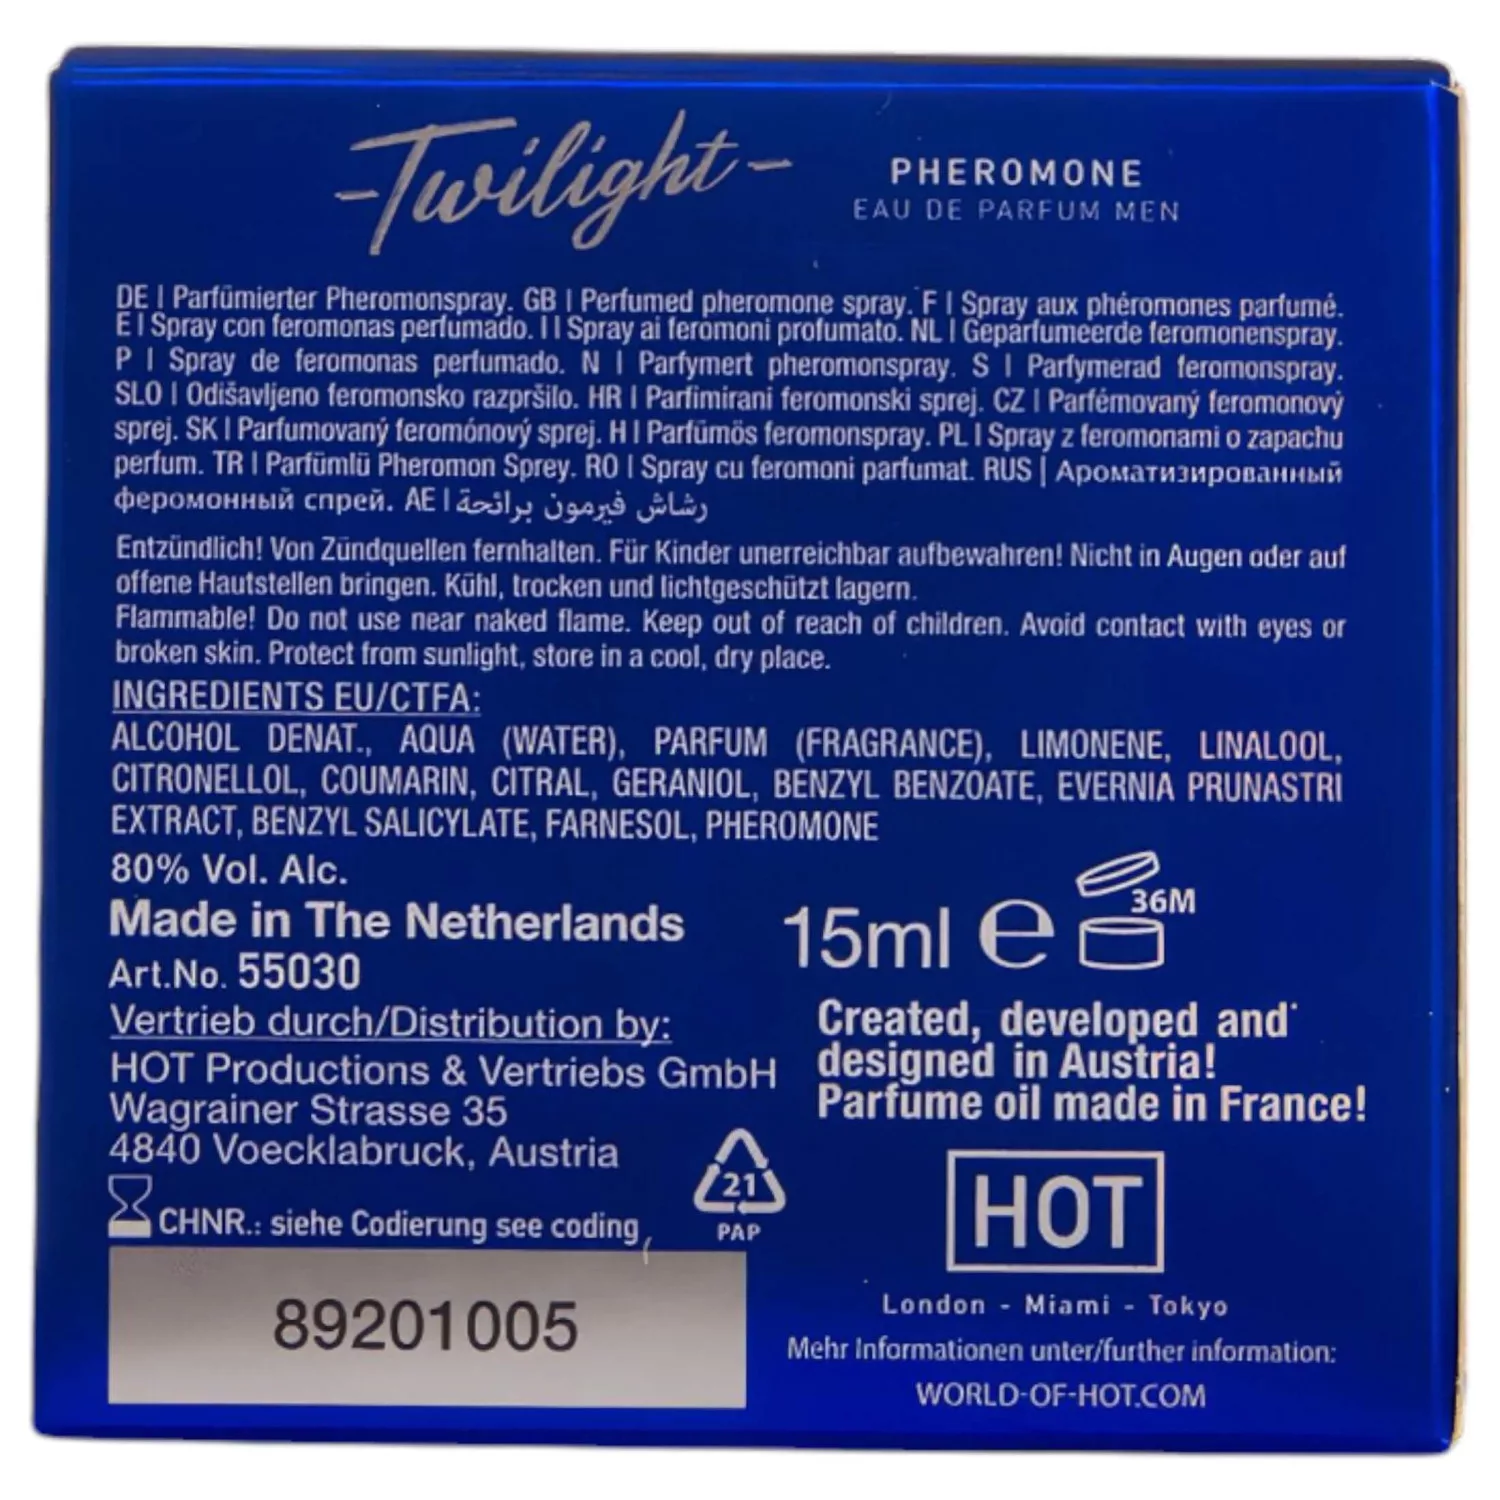 -Twilight-
PHEROMONE
EAU DE PARFUM MEN
DE | Parfümierter Pheromonspray. GB | Perfumed pheromone spray. F | Spray aux phéromones parfumé.
E | Spray con feromonas perfumado. I | Spray ai feromoni profumato. NL | Geparfumeerde feromonenspray.
P | Spray de feromonas perfumado. N | Parfymert pheromonspray. S | Parfymerad feromonspray.
SLO | Odišavljeno feromonsko razpršilo. HR | Parfimirani feromonski sprej. CZ | Parfémovaný feromonový
sprej. SK | Parfumovaný feromónový sprej. H | Parfümös feromonspray. PL | Spray z feromonami o zapachu
perfum. TR | Parfümlü Pheromon Sprey. RO | Spray cu feromoni parfumat. RUS | Ароматизированный
феромонный спрей. AE | رشاش فيرمون برائحة
Entzündlich! Von Zündquellen fernhalten. Für Kinder unerreichbar aufbewahren! Nicht in Augen oder auf
offene Hautstellen bringen. Kühl, trocken und lichtgeschützt lagern.
Flammable! Do not use near naked flame. Keep out of reach of children. Avoid contact with eyes or
broken skin. Protect from sunlight, store in a cool, dry place.
INGREDIENTS EU/CTFA:
ALCOHOL DENAT., AQUA (WATER), PARFUM (FRAGRANCE), LIMONENE, LINALOOL,
CITRONELLOL, COUMARIN, CITRAL, GERANIOL, BENZYL BENZOATE, EVERNIA PRUNASTRI
EXTRACT, BENZYL SALICYLATE, FARNESOL, PHEROMONE
80% Vol. Alc.
Made in The Netherlands
Art.No. 55030
Vertrieb durch/Distribution by:
HOT Productions & Vertriebs GmbH
Wagrainer Strasse 35
4840 Voecklabruck, Austria
CHNR.: siehe Codierung see coding
89201005
15ml e
36M
Created, developed and
designed in Austria!
Parfume oil made in France!
21
PAP
HOT
London - Miami - Tokyo
Mehr Informationen unter/further information:
WORLD-OF-HOT.COM